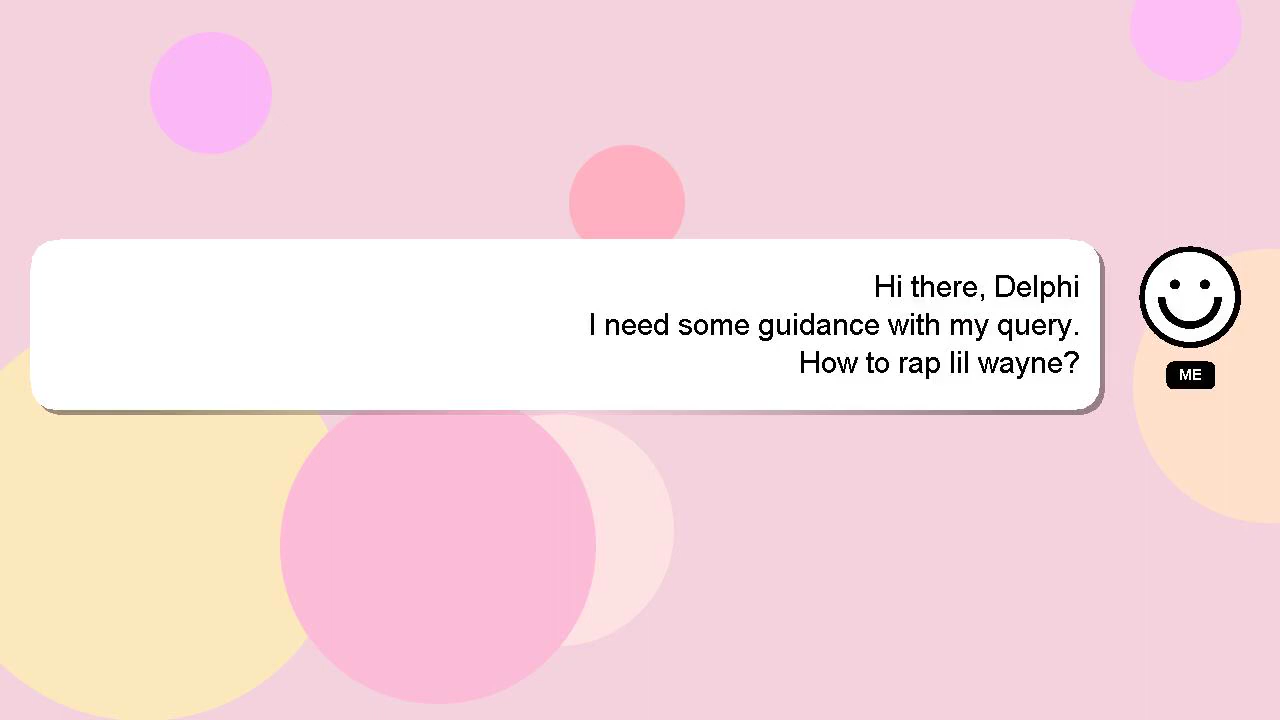 Hi there, Delphi
I need some guidance with my query.
How to rap lil wayne?
ME